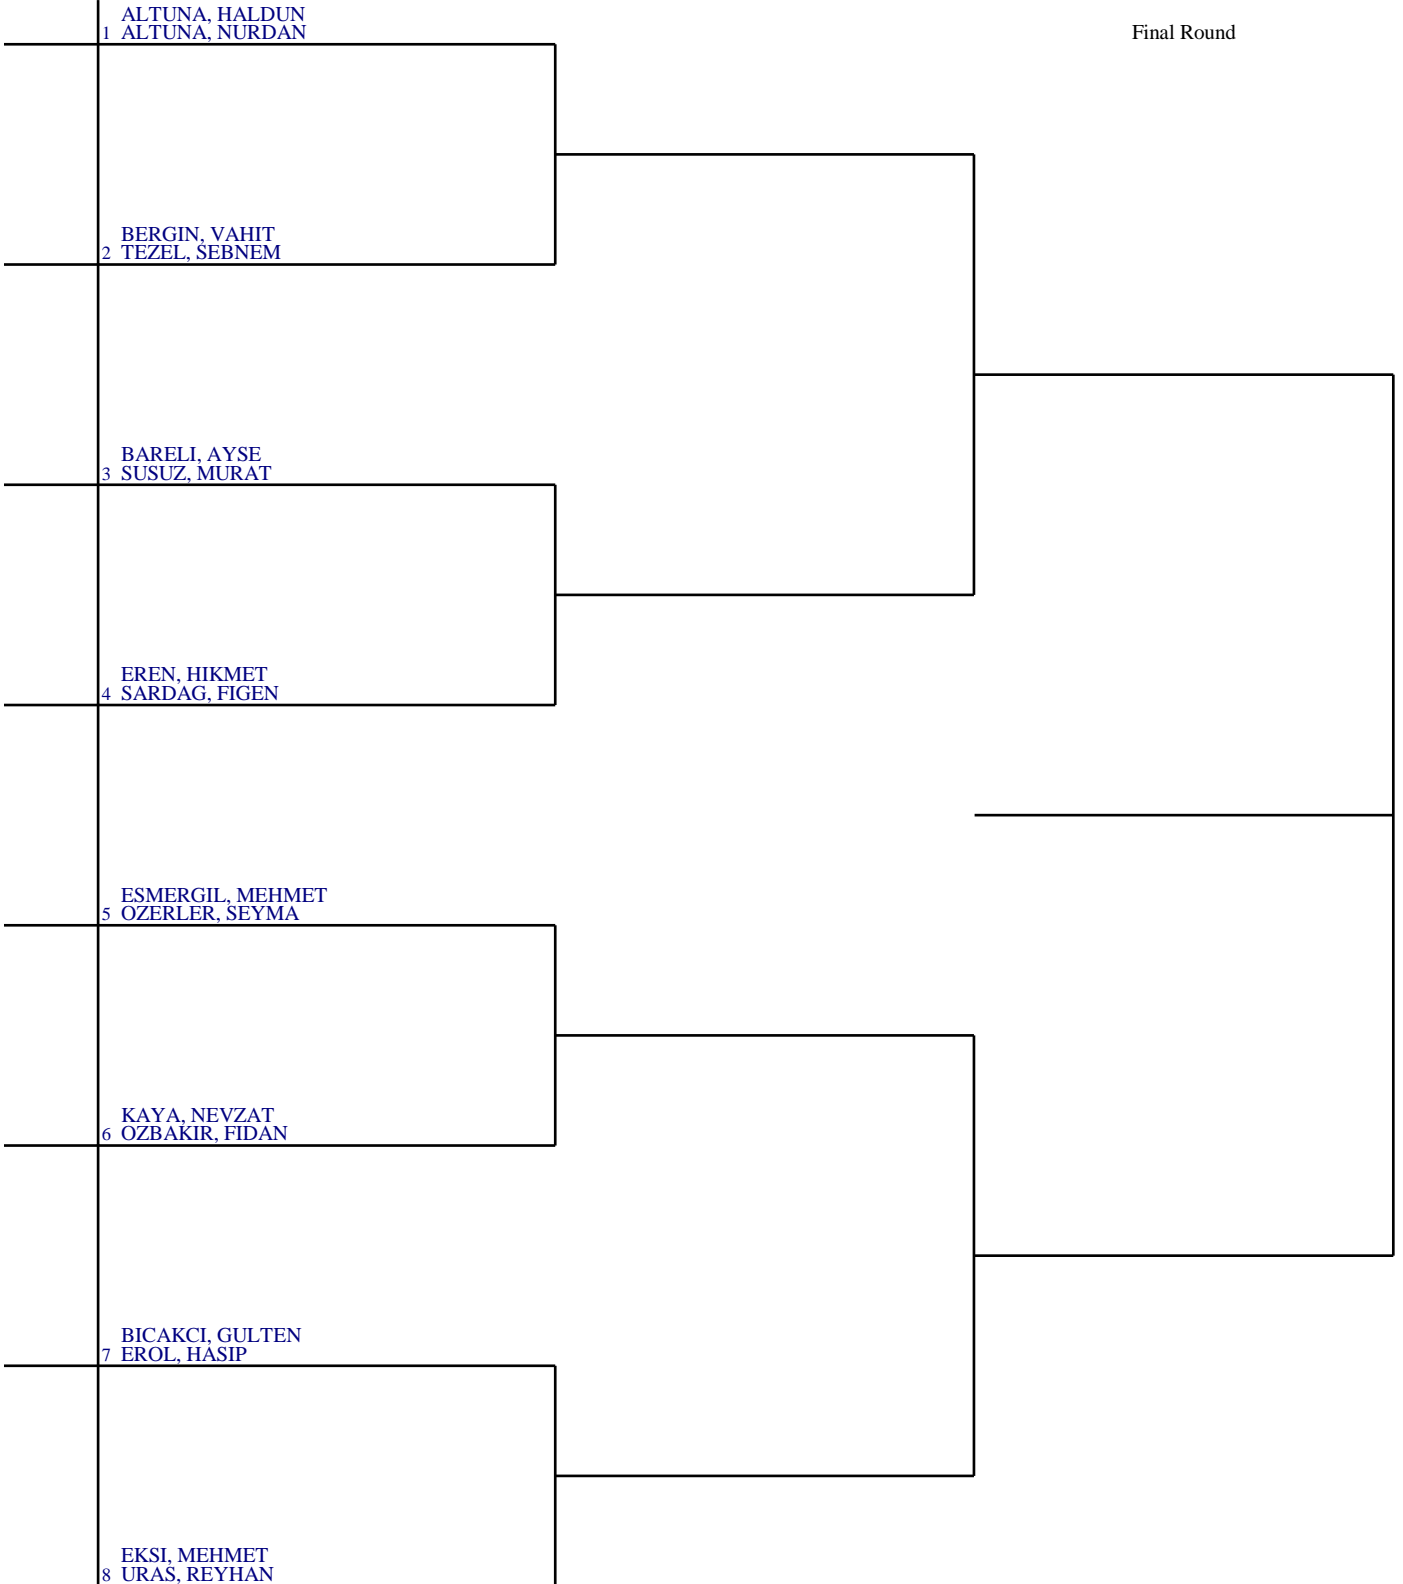 ALTUNA, HALDUN
1 ALTUNA, NURDAN
Final Round
BERGIN, VAHIT
2 TEZEL, SEBNEM
BARELI, AYSE
3 SUSUZ, MURAT
EREN, HIKMET
4 SARDAG, FIGEN
ESMERGIL, MEHMET
5 OZERLER, SEYMA
KAYA, NEVZAT
6 OZBAKIR, FIDAN
BICAKCI, GULTEN
7 EROL, HASIP
EKSI, MEHMET
8 URAS, REYHAN